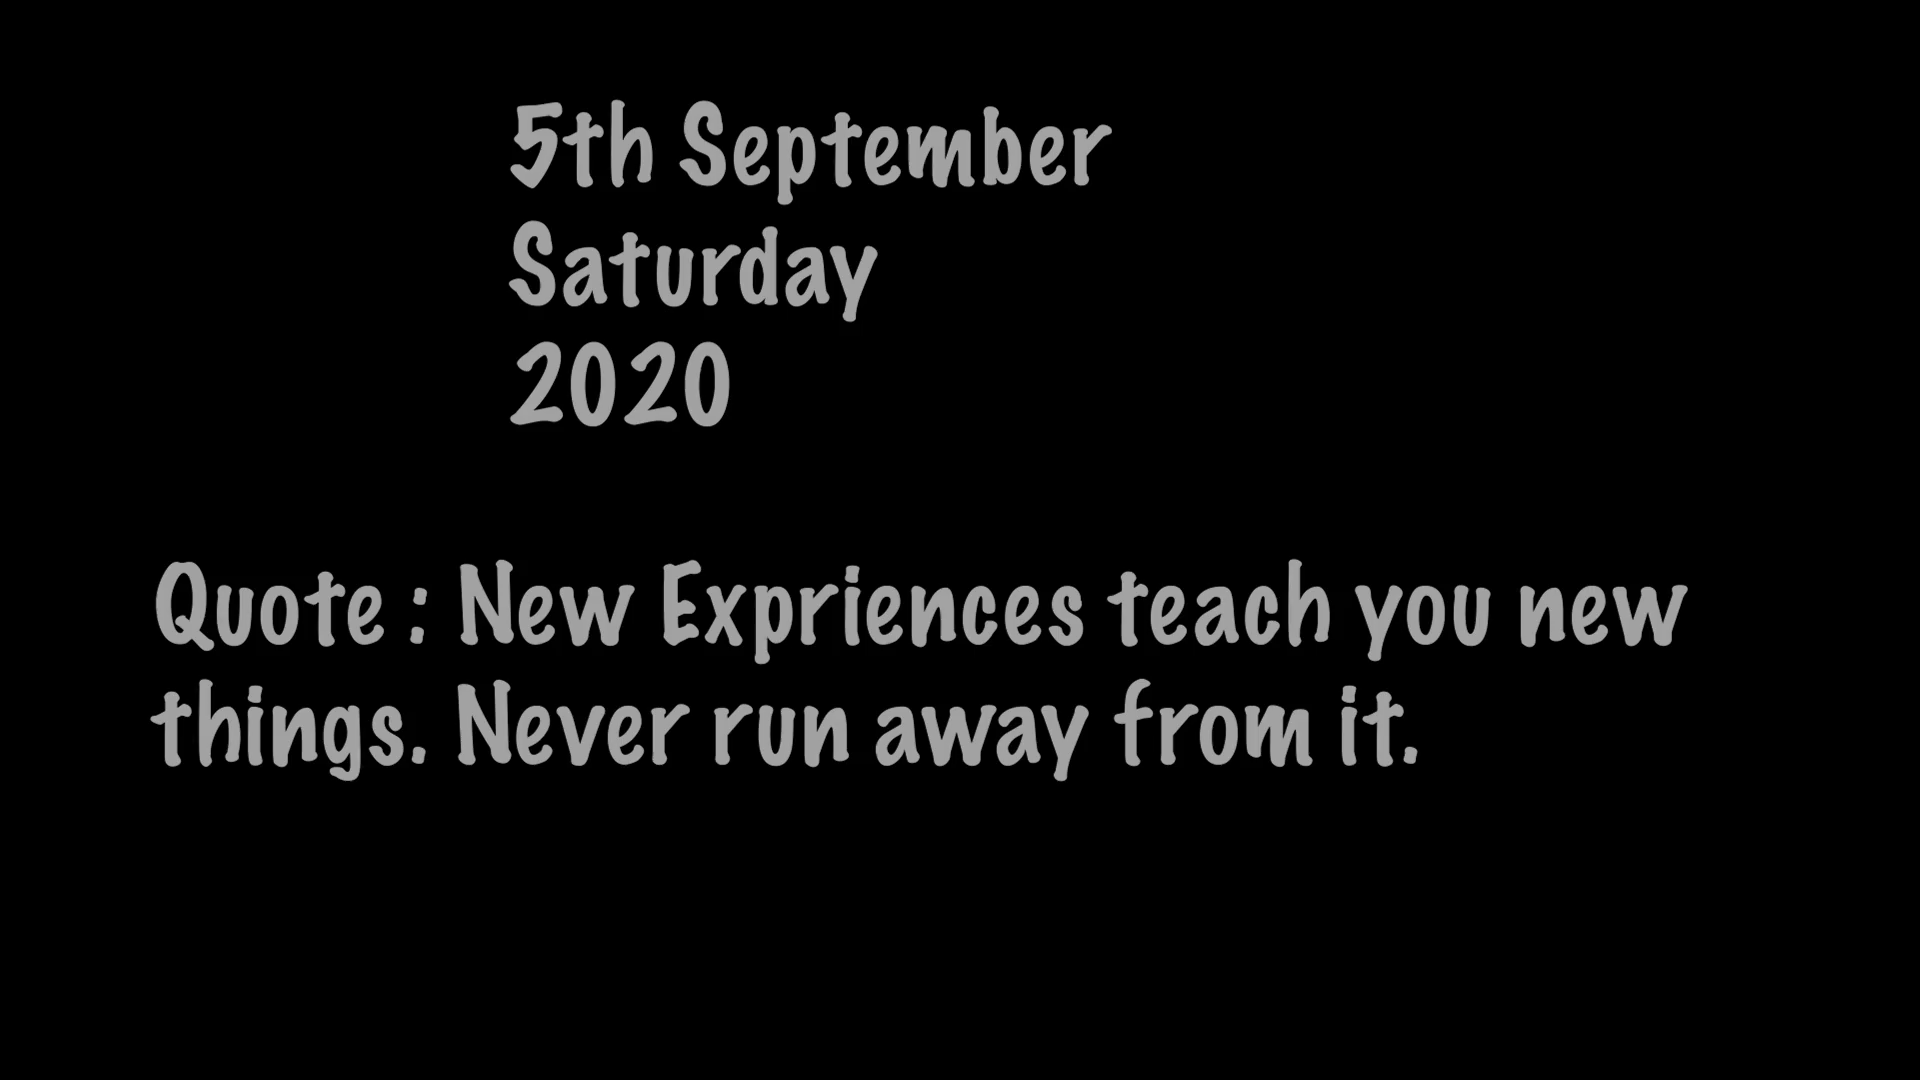 5th September
Saturday
2020
Quote : New Expriences teach you new
things. Never run away from it.